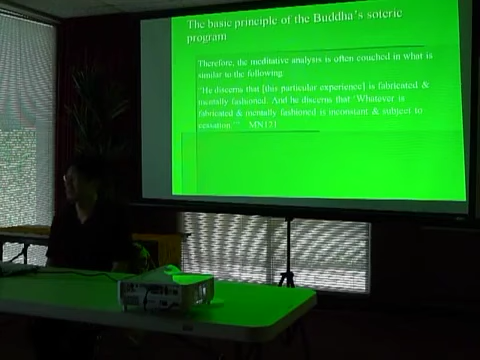 The basic principle of the Buddha's soteric
program
Therefore, the meditative analysis is often couched in what is
similar to the following:
"He discerns that [this particular experience] is fabricated &
mentally fashioned. And he discerns that 'Whatever is
fabricated & mentally fashioned is inconstant & subject to
cessation.'" MN121